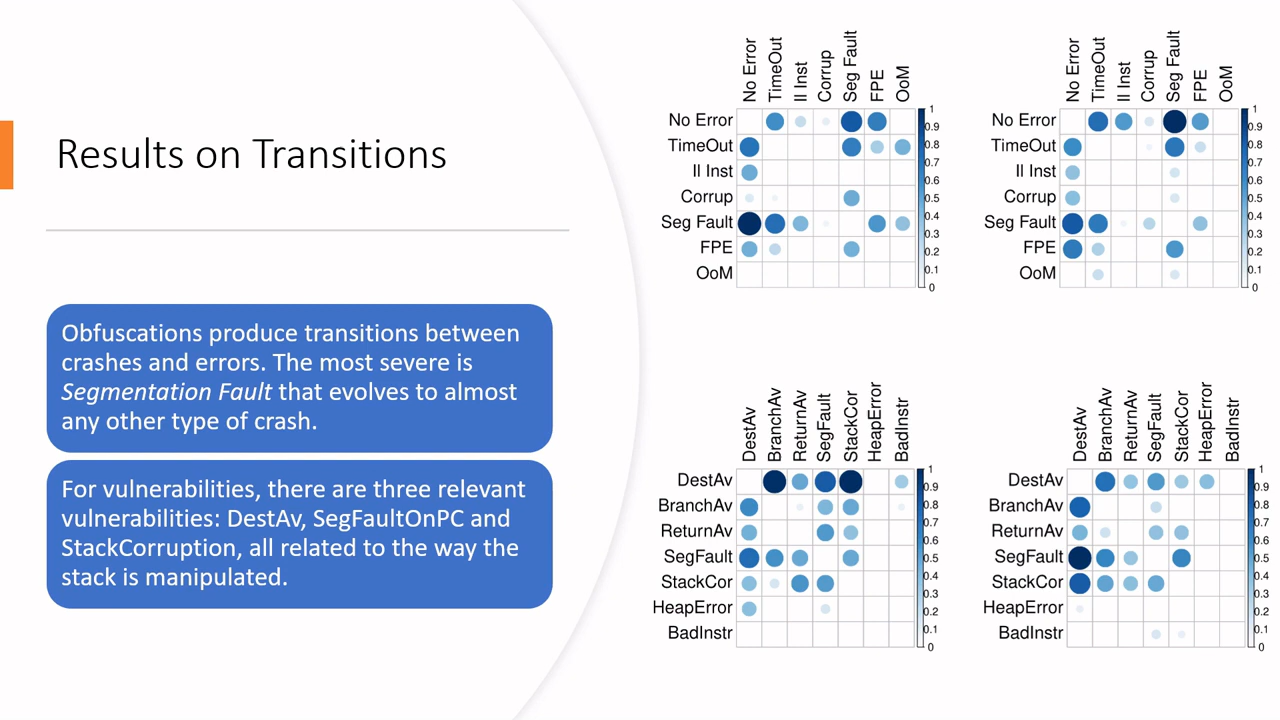 Results on Transitions
Obfuscations produce transitions between
crashes and errors. The most severe is
Segmentation Fault that evolves to almost
any other type of crash.
For vulnerabilities, there are three relevant
vulnerabilities: DestAv, SegFaultOnPC and
StackCorruption, all related to the way the
stack is manipulated.
No Error TimeOut Il Inst Corrup Seg Fault FPE OoM
No Error
TimeOut
Il Inst
Corrup
Seg Fault
FPE
OoM
1
0.9
0.8
0.7
0.6
0.5
0.4
0.3
0.2
0.1
0
No Error TimeOut Il Inst Corrup Seg Fault FPE OoM
No Error
TimeOut
Il Inst
Corrup
Seg Fault
FPE
OoM
1
0.9
0.8
0.7
0.6
0.5
0.4
0.3
0.2
0.1
0
DestAv BranchAv ReturnAv SegFault StackCor HeapError BadInstr
DestAv
BranchAv
ReturnAv
SegFault
StackCor
HeapError
BadInstr
1
0.9
0.8
0.7
0.6
0.5
0.4
0.3
0.2
0.1
0
DestAv BranchAv ReturnAv SegFault StackCor HeapError BadInstr
DestAv
BranchAv
ReturnAv
SegFault
StackCor
HeapError
BadInstr
1
0.9
0.8
0.7
0.6
0.5
0.4
0.3
0.2
0.1
0